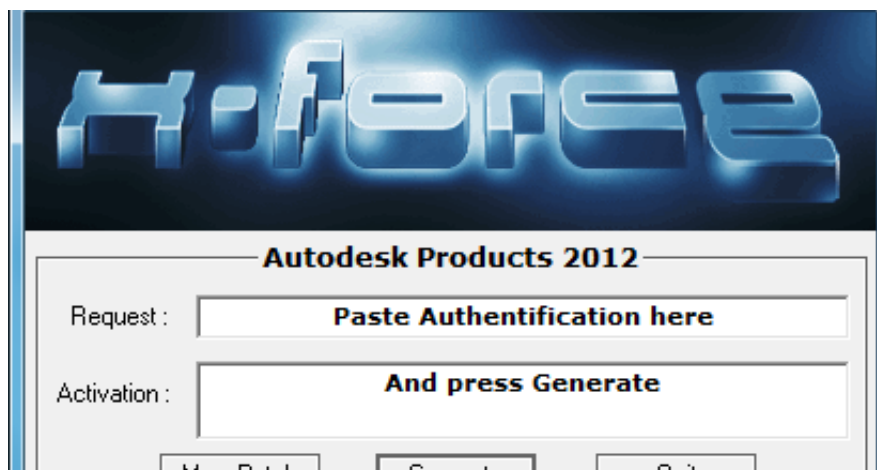 X-force
Autodesk Products 2012
Request :
Paste Authentification here
Activation :
And press Generate